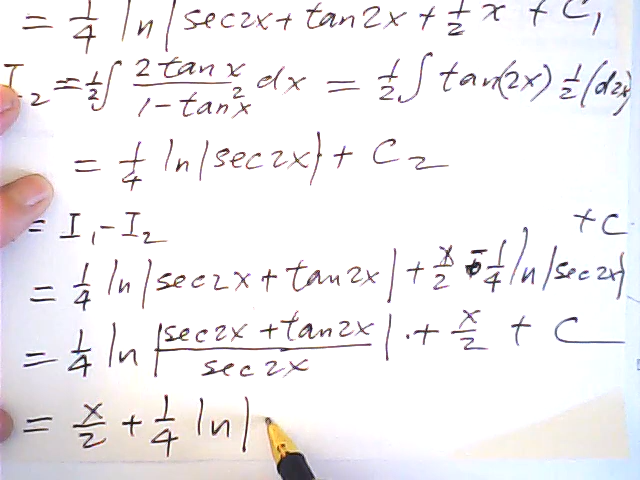 = 1/4 ln|sec2x + tan2x + 1/2 x + C₁
I₂ = 1/2 ∫ 2tanx/(1-tan²x) dx = 1/2 ∫ tan(2x) 1/2 (d2x)
= 1/4 ln|sec2x| + C₂
= I₁ - I₂
+C
= 1/4 ln|sec2x + tan2x| + x/2 - 1/4 ln|sec2x|
= 1/4 ln|(sec2x + tan2x)/sec2x| + x/2 + C
= x/2 + 1/4 ln|